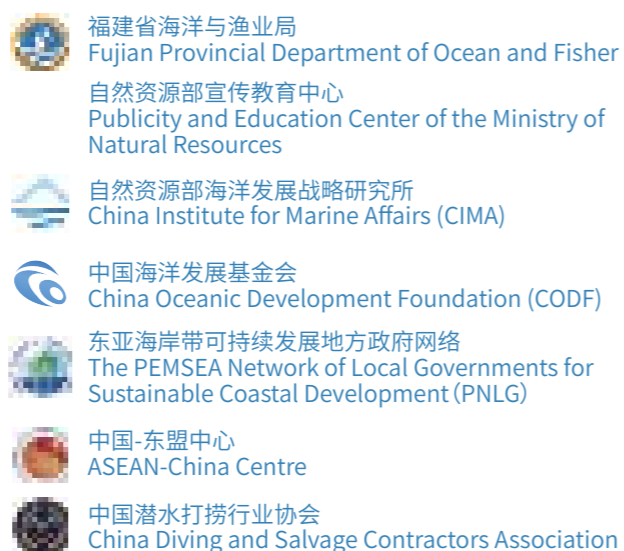 福建省海洋与渔业局
Fujian Provincial Department of Ocean and Fisher
自然资源部宣传教育中心
Publicity and Education Center of the Ministry of
Natural Resources
自然资源部海洋发展战略研究所
China Institute for Marine Affairs (CIMA)
中国海洋发展基金会
China Oceanic Development Foundation (CODF)
东亚海岸带可持续发展地方政府网络
The PEMSEA Network of Local Governments for
Sustainable Coastal Development（PNLG）
中国-东盟中心
ASEAN-China Centre
中国潜水打捞行业协会
China Diving and Salvage Contractors Association